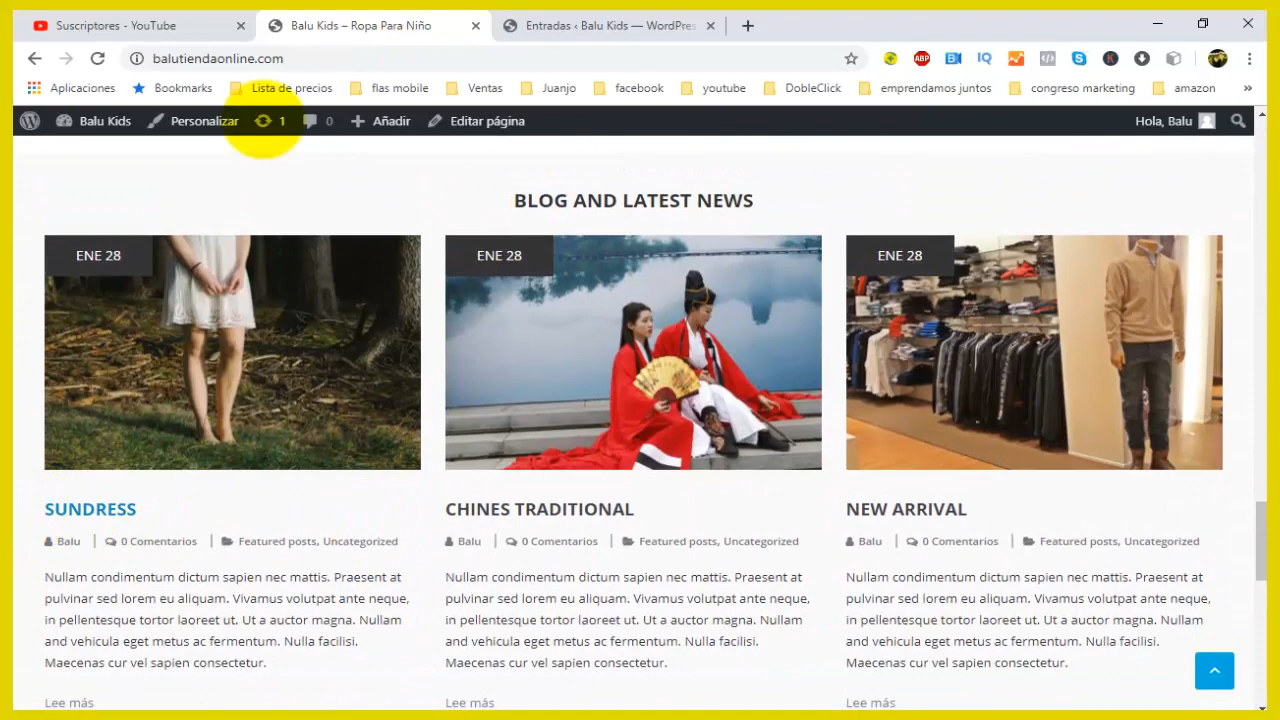 Suscriptores - YouTube
Balu Kids – Ropa Para Niño
Entradas ‹ Balu Kids — WordPres
balutiendaonline.com
ABP
IQ
Aplicaciones
Bookmarks
Lista de precios
flas mobile
Ventas
Juanjo
facebook
youtube
DobleClick
emprendamos juntos
congreso marketing
amazon
»
Balu Kids
Personalizar
1
0
Añadir
Editar página
Hola, Balu
BLOG AND LATEST NEWS
ENE 28
ENE 28
ENE 28
SUNDRESS
Balu
0 Comentarios
Featured posts, Uncategorized
Nullam condimentum dictum sapien nec mattis. Praesent at
pulvinar sed lorem eu aliquam. Vivamus volutpat ante neque,
in pellentesque tortor laoreet ut. Ut a auctor magna. Nullam
and vehicula eget metus ac fermentum. Nulla facilisi.
Maecenas cur vel sapien consectetur.
Lee más
CHINES TRADITIONAL
Balu
0 Comentarios
Featured posts, Uncategorized
Nullam condimentum dictum sapien nec mattis. Praesent at
pulvinar sed lorem eu aliquam. Vivamus volutpat ante neque,
in pellentesque tortor laoreet ut. Ut a auctor magna. Nullam
and vehicula eget metus ac fermentum. Nulla facilisi.
Maecenas cur vel sapien consectetur.
Lee más
NEW ARRIVAL
Balu
0 Comentarios
Featured posts, Uncategorized
Nullam condimentum dictum sapien nec mattis. Praesent at
pulvinar sed lorem eu aliquam. Vivamus volutpat ante neque,
in pellentesque tortor laoreet ut. Ut a auctor magna. Nullam
and vehicula eget metus ac fermentum. Nulla facilisi.
Maecenas cur vel sapien consectetur.
Lee más